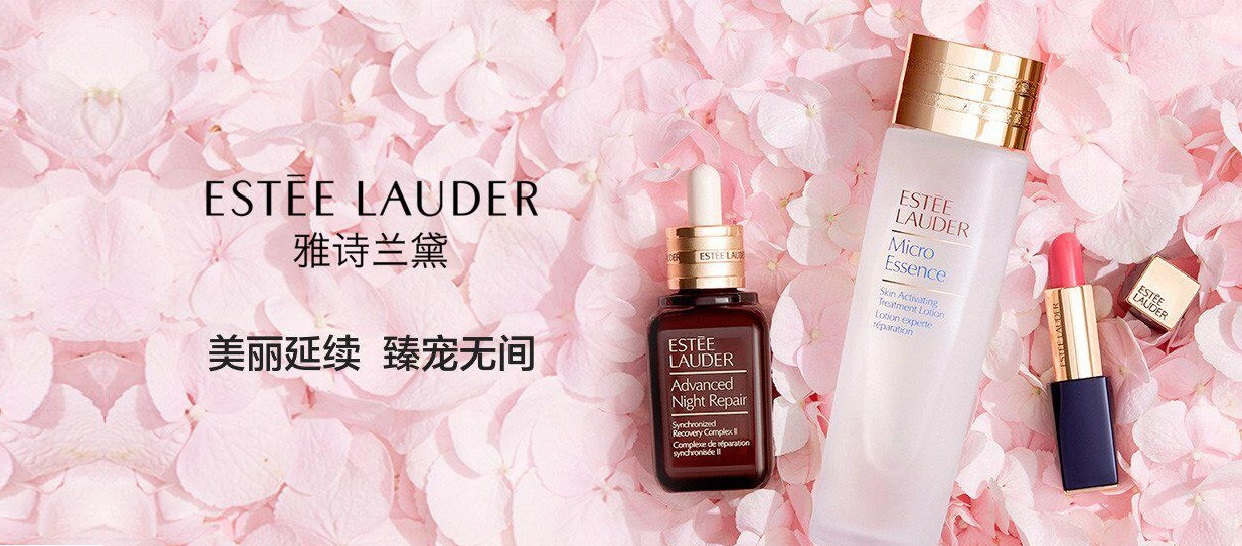 ESTĒE LAUDER
雅诗兰黛
美丽延续 臻宠无间
ESTĒE LAUDER
ESTĒE
LAUDER
Advanced
Night Repair
Synchronized
Recovery Complex II
Complexe de réparation
synchronisée II
ESTĒE
LAUDER
Micro
Essence
Skin Activating
Treatment Lotion
Lotion experte
réparation
ESTĒE LAUDER
ESTĒE
LAUDER